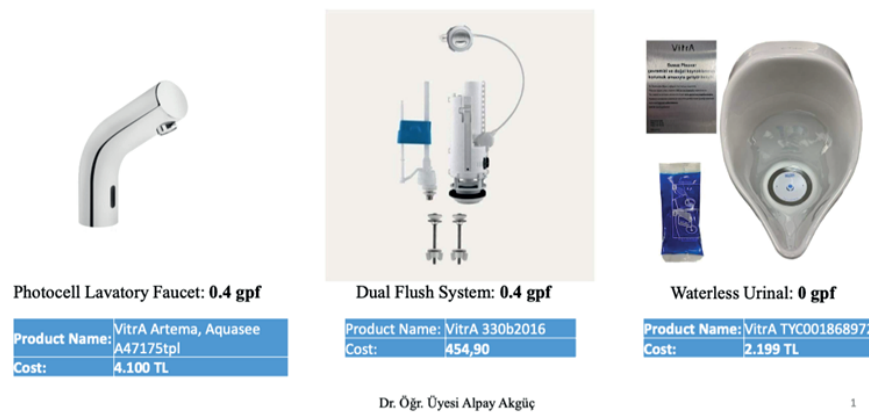 VitrA
Photocell Lavatory Faucet: 0.4 gpf
Dual Flush System: 0.4 gpf
Waterless Urinal: 0 gpf
Product Name: VitrA Artema, Aquasee A47175tpl
Cost: 4.100 TL
Product Name: VitrA 330b2016
Cost: 454,90
Product Name: VitrA TYC001868972
Cost: 2.199 TL
Dr. Öğr. Üyesi Alpay Akgüç
1